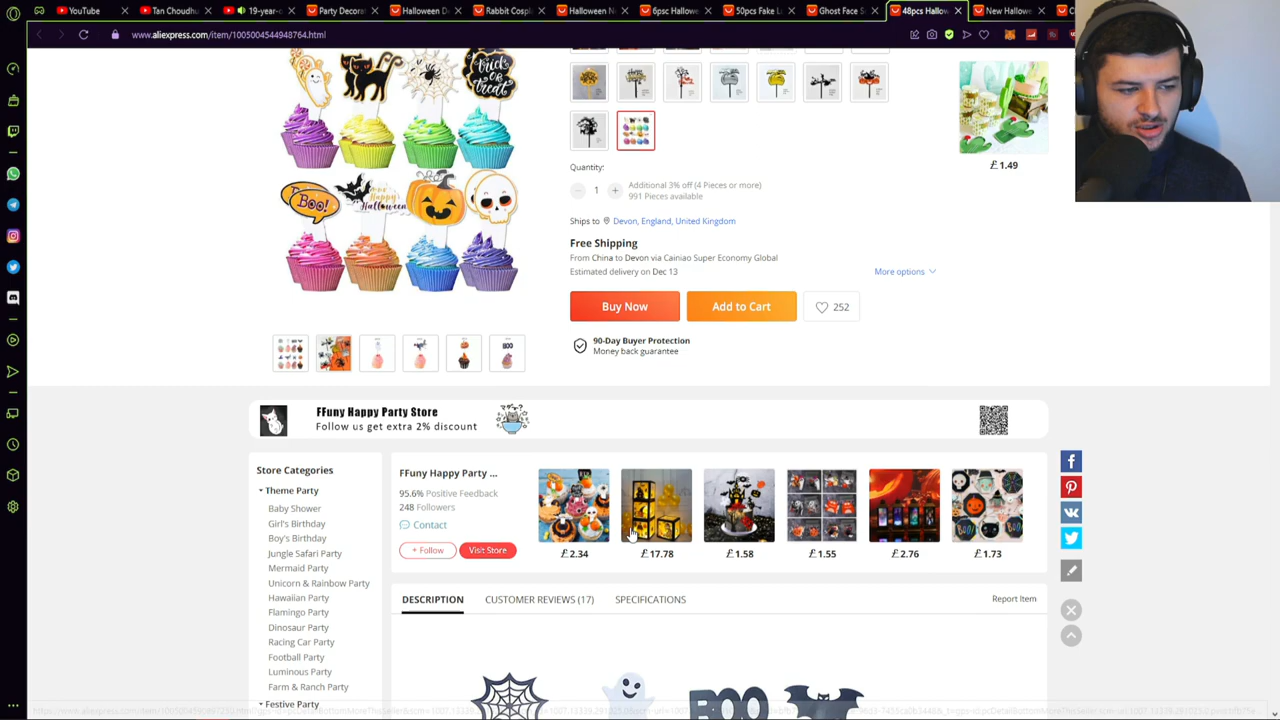 YouTube
Tan Choudhu
19-year-
Party Decorat
Halloween D
Rabbit Cospl
Halloween N
6psc Hallowe
50pcs Fake L
Ghost Face S
48pcs Hallow
New Hallowe
www.aliexpress.com/item/1005004544948764.html
Trick or treat
Boo!
Happy Halloween
£1.49
Quantity:
1
Additional 3% off (4 Pieces or more)
991 Pieces available
Ships to Devon, England, United Kingdom
Free Shipping
From China to Devon via Cainiao Super Economy Global
Estimated delivery on Dec 13
More options
Buy Now
Add to Cart
252
90-Day Buyer Protection
Money back guarantee
FFuny Happy Party Store
Follow us get extra 2% discount
Store Categories
Theme Party
Baby Shower
Girl's Birthday
Boy's Birthday
Jungle Safari Party
Mermaid Party
Unicorn & Rainbow Party
Hawaiian Party
Flamingo Party
Dinosaur Party
Racing Car Party
Football Party
Luminous Party
Farm & Ranch Party
Festive Party
FFuny Happy Party ...
95.6% Positive Feedback
248 Followers
Contact
+ Follow
Visit Store
£2.34
£17.78
£1.58
£1.55
£2.76
£1.73
DESCRIPTION
CUSTOMER REVIEWS (17)
SPECIFICATIONS
Report Item
BOO